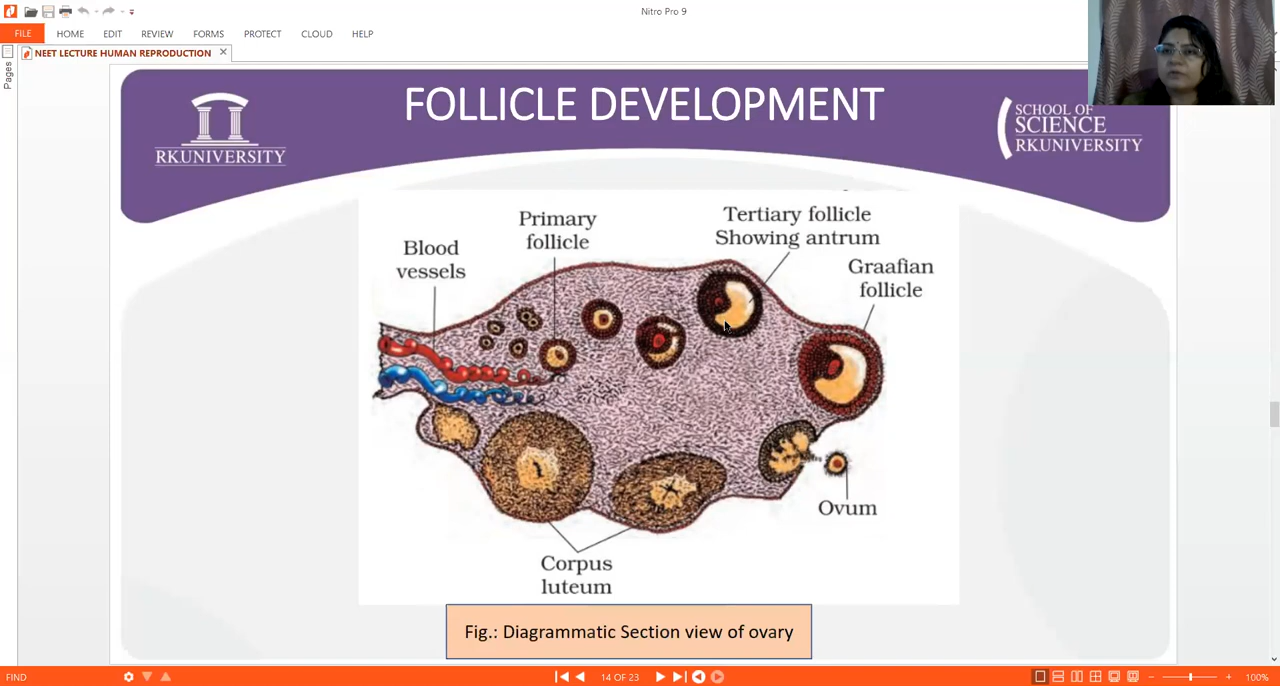 Nitro Pro 9
FILE HOME EDIT REVIEW FORMS PROTECT CLOUD HELP
NEET LECTURE HUMAN REPRODUCTION
Pages
FOLLICLE DEVELOPMENT
RKUNIVERSITY
SCHOOL OF
SCIENCE
RKUNIVERSITY
Primary
follicle
Tertiary follicle
Showing antrum
Blood
vessels
Graafian
follicle
Ovum
Corpus
luteum
Fig.: Diagrammatic Section view of ovary
FIND
14 OF 23
100%